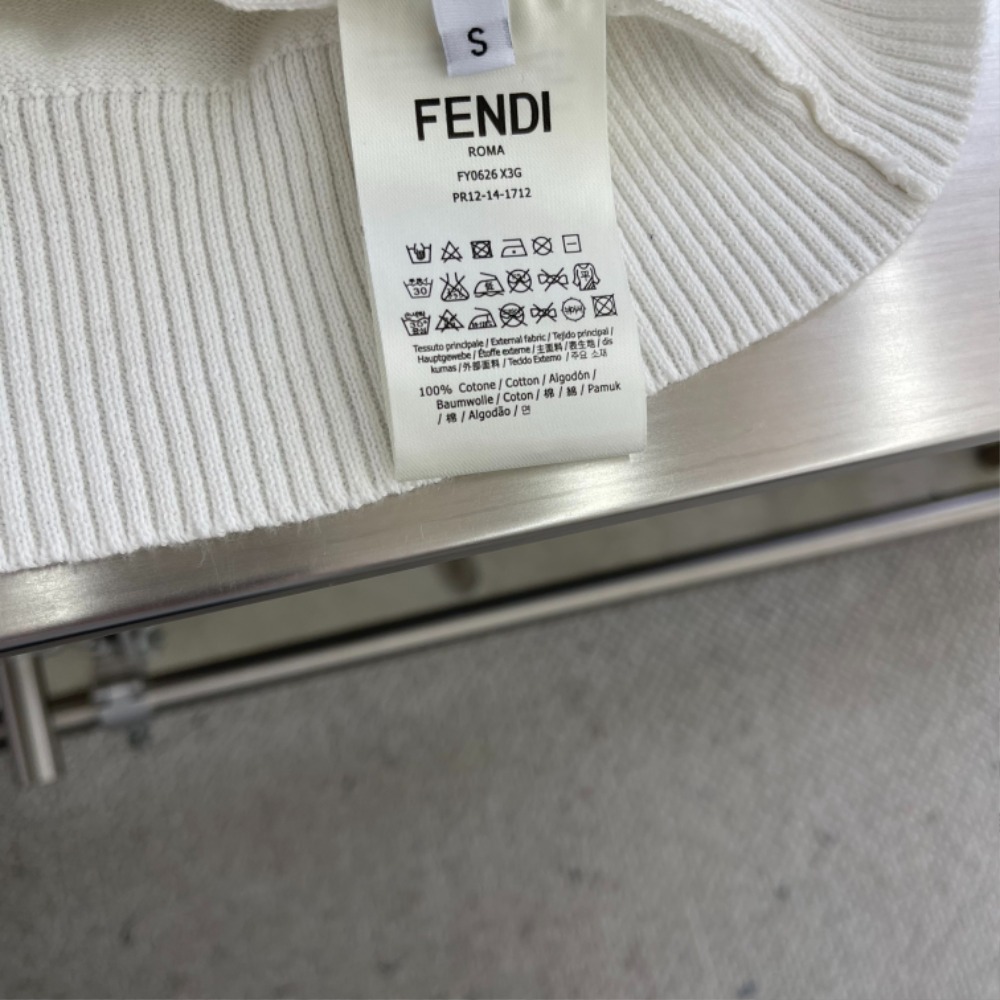 S
FENDI
ROMA
FY0626 X3G
PR12-14-1712
30
Tessuto principale / External fabric / Tejido principal /
Hauptgewebe / Étoffe externe / 主面料 / 表生地 / dis
kumas / 外部面料 / Tecido Externo / 주요 소재
100% Cotone / Cotton / Algodón /
Baumwolle / Coton / 棉 / 綿 / Pamuk
/ 棉 / Algodão / 면